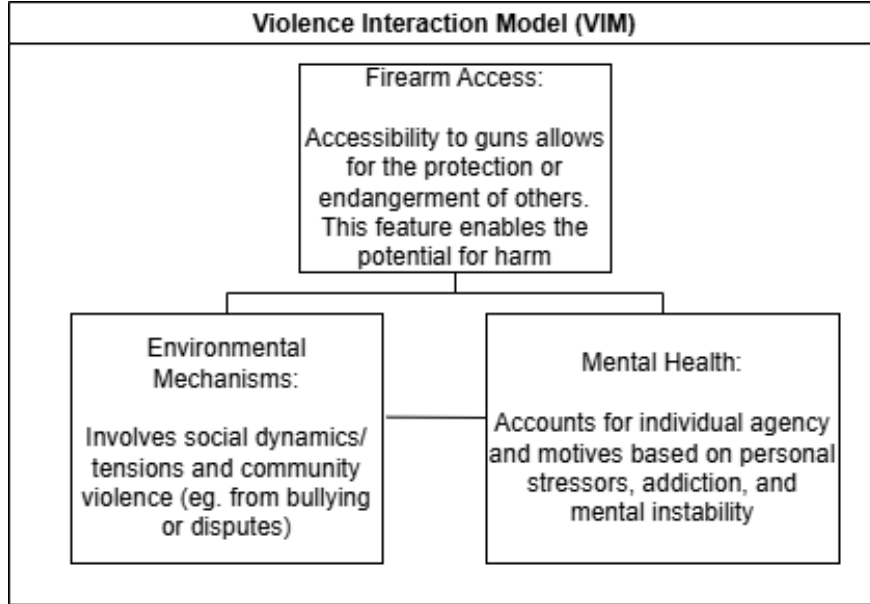 Violence Interaction Model (VIM)
Firearm Access:
Accessibility to guns allows
for the protection or
endangerment of others.
This feature enables the
potential for harm
Environmental
Mechanisms:
Involves social dynamics/
tensions and community
violence (eg. from bullying
or disputes)
Mental Health:
Accounts for individual agency
and motives based on personal
stressors, addiction, and
mental instability